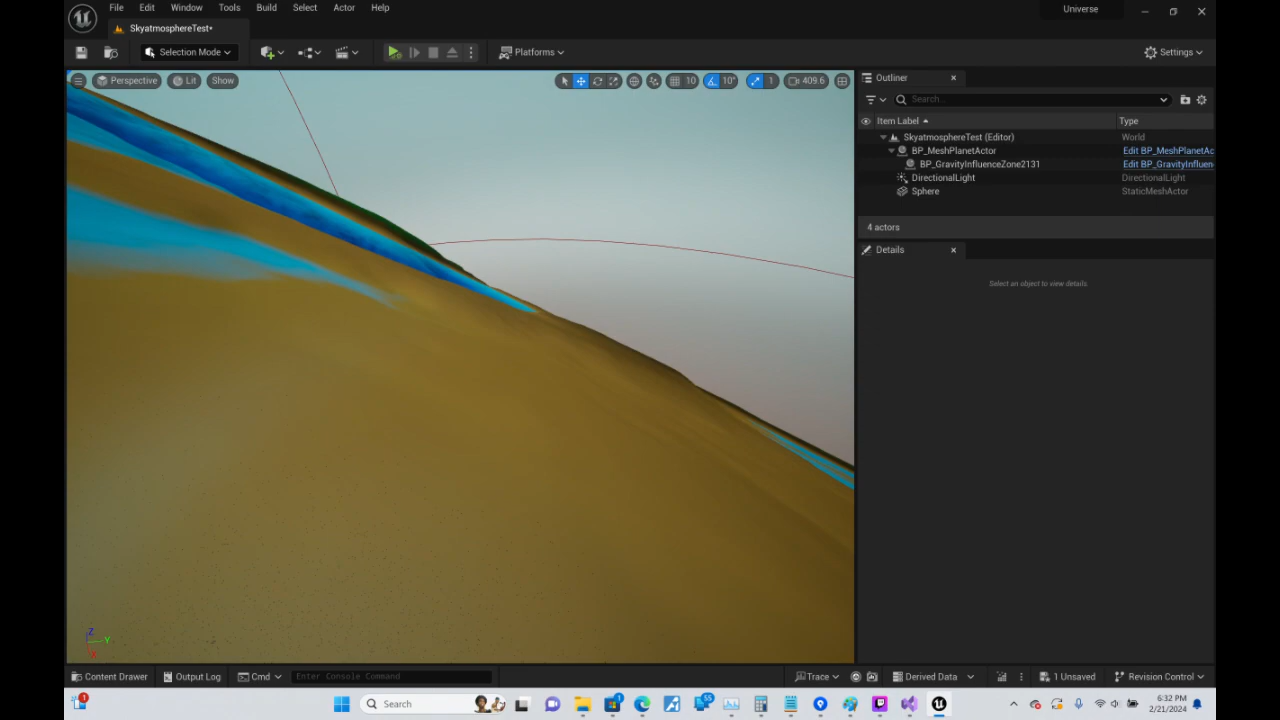 File Edit Window Tools Build Select Actor Help
Universe
SkyatmosphereTest*
Selection Mode
Platforms
Settings
Perspective Lit Show
10 10° 1 409.6
Outliner
Search...
Item Label Type
SkyatmosphereTest (Editor) World
BP_MeshPlanetActor Edit BP_MeshPlanetAc
BP_GravityInfluenceZone2131 Edit BP_GravityInfluen
DirectionalLight DirectionalLight
Sphere StaticMeshActor
4 actors
Details
Select an object to view details.
Z
Y
X
Content Drawer Output Log Cmd Enter Console Command Trace Derived Data 1 Unsaved Revision Control
1 Search 1 55 6:32 PM
2/21/2024